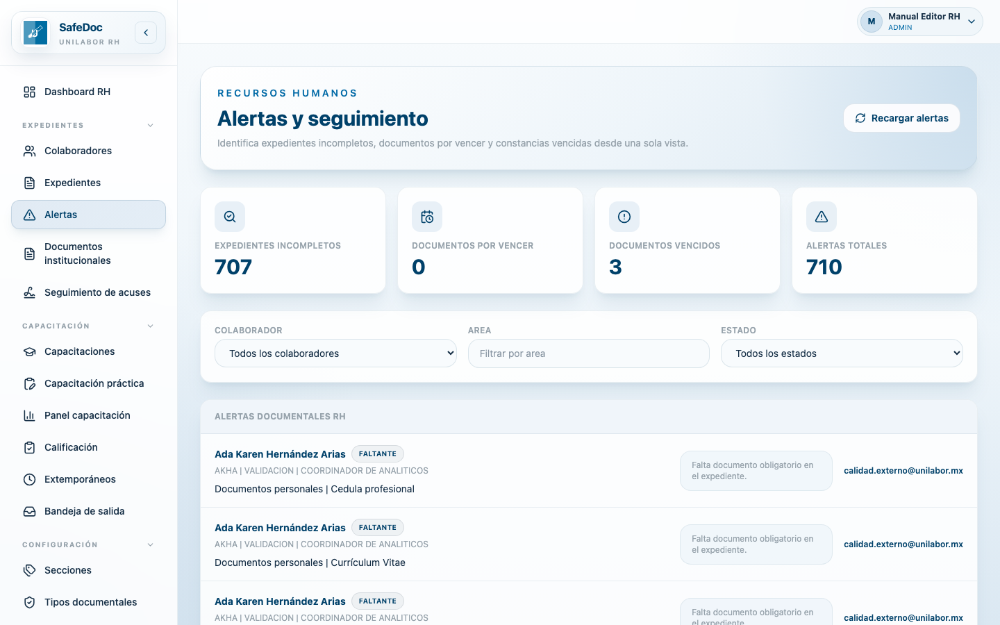 SafeDoc
UNILABOR RH
Manual Editor RH
M
ADMIN
Dashboard RH
EXPEDIENTES
Colaboradores
Expedientes
Alertas
Documentos
institucionales
Seguimiento de acuses
CAPACITACIÓN
Capacitaciones
Capacitación práctica
Panel capacitación
Calificación
Extemporáneos
Bandeja de salida
CONFIGURACIÓN
Secciones
Tipos documentales
RECURSOS HUMANOS
Alertas y seguimiento
Identifica expedientes incompletos, documentos por vencer y constancias vencidas desde una sola vista.
Recargar alertas
EXPEDIENTES INCOMPLETOS
707
DOCUMENTOS POR VENCER
0
DOCUMENTOS VENCIDOS
3
ALERTAS TOTALES
710
COLABORADOR
Todos los colaboradores
AREA
Filtrar por area
ESTADO
Todos los estados
ALERTAS DOCUMENTALES RH
Ada Karen Hernández Arias FALTANTE
AKHA | VALIDACION | COORDINADOR DE ANALITICOS
Documentos personales | Cedula profesional
Falta documento obligatorio en
el expediente.
calidad.externo@unilabor.mx
Ada Karen Hernández Arias FALTANTE
AKHA | VALIDACION | COORDINADOR DE ANALITICOS
Documentos personales | Currículum Vitae
Falta documento obligatorio en
el expediente.
calidad.externo@unilabor.mx
Ada Karen Hernández Arias FALTANTE
AKHA | VALIDACION | COORDINADOR DE ANALITICOS
Falta documento obligatorio en
el expediente.
calidad.externo@unilabor.mx